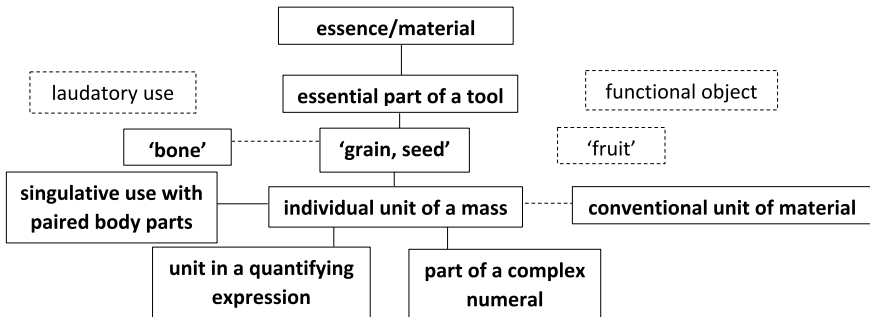 essence/material
laudatory use
essential part of a tool
functional object
‘bone’
‘grain, seed’
‘fruit’
singulative use with
paired body parts
individual unit of a mass
conventional unit of material
unit in a quantifying
expression
part of a complex
numeral